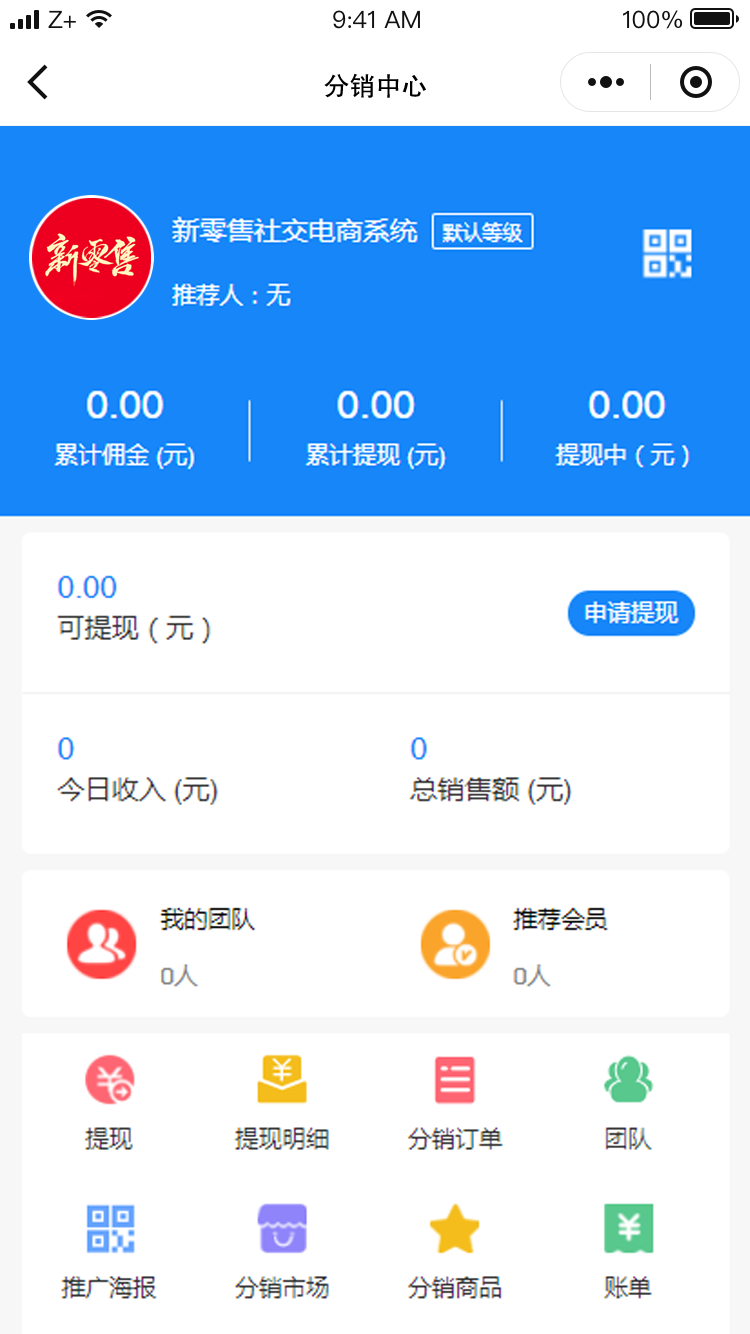 Z+ 9:41 AM 100%
分销中心
新零售
新零售社交电商系统 默认等级
推荐人：无
0.00 0.00 0.00
累计佣金 (元) 累计提现 (元) 提现中（元）
0.00
可提现（元）
申请提现
0 0
今日收入 (元) 总销售额 (元)
我的团队 推荐会员
0人 0人
提现 提现明细 分销订单 团队
推广海报 分销市场 分销商品 账单